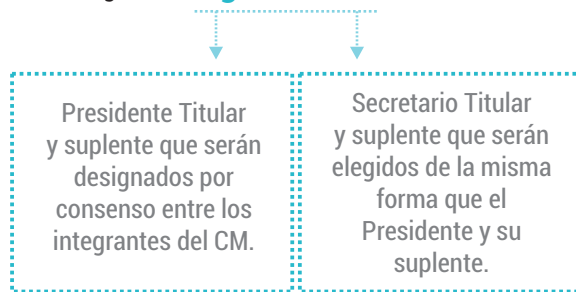 Presidente Titular
y suplente que serán
designados por
consenso entre los
integrantes del CM.
Secretario Titular
y suplente que serán
elegidos de la misma
forma que el
Presidente y su
suplente.